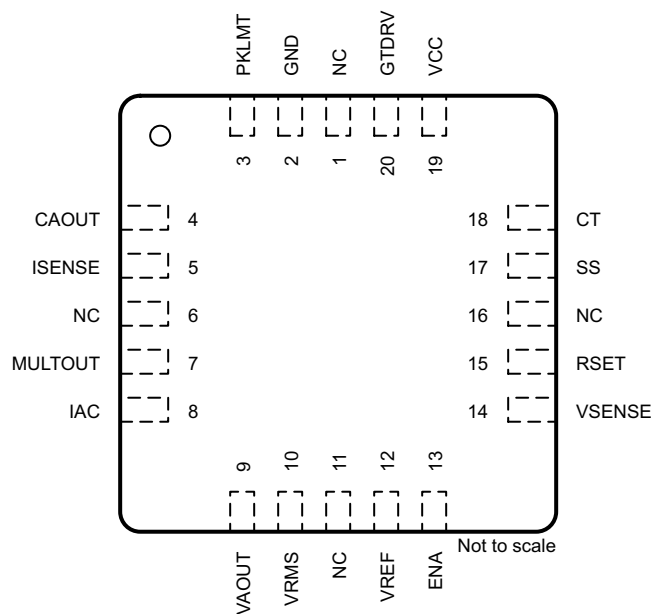 PKLMT
GND
NC
GTDRV
VCC
3
2
1
20
19
CAOUT 4
ISENSE 5
NC 6
MULTOUT 7
IAC 8
18 CT
17 SS
16 NC
15 RSET
14 VSENSE
9
10
11
12
13
VAOUT
VRMS
NC
VREF
ENA
Not to scale